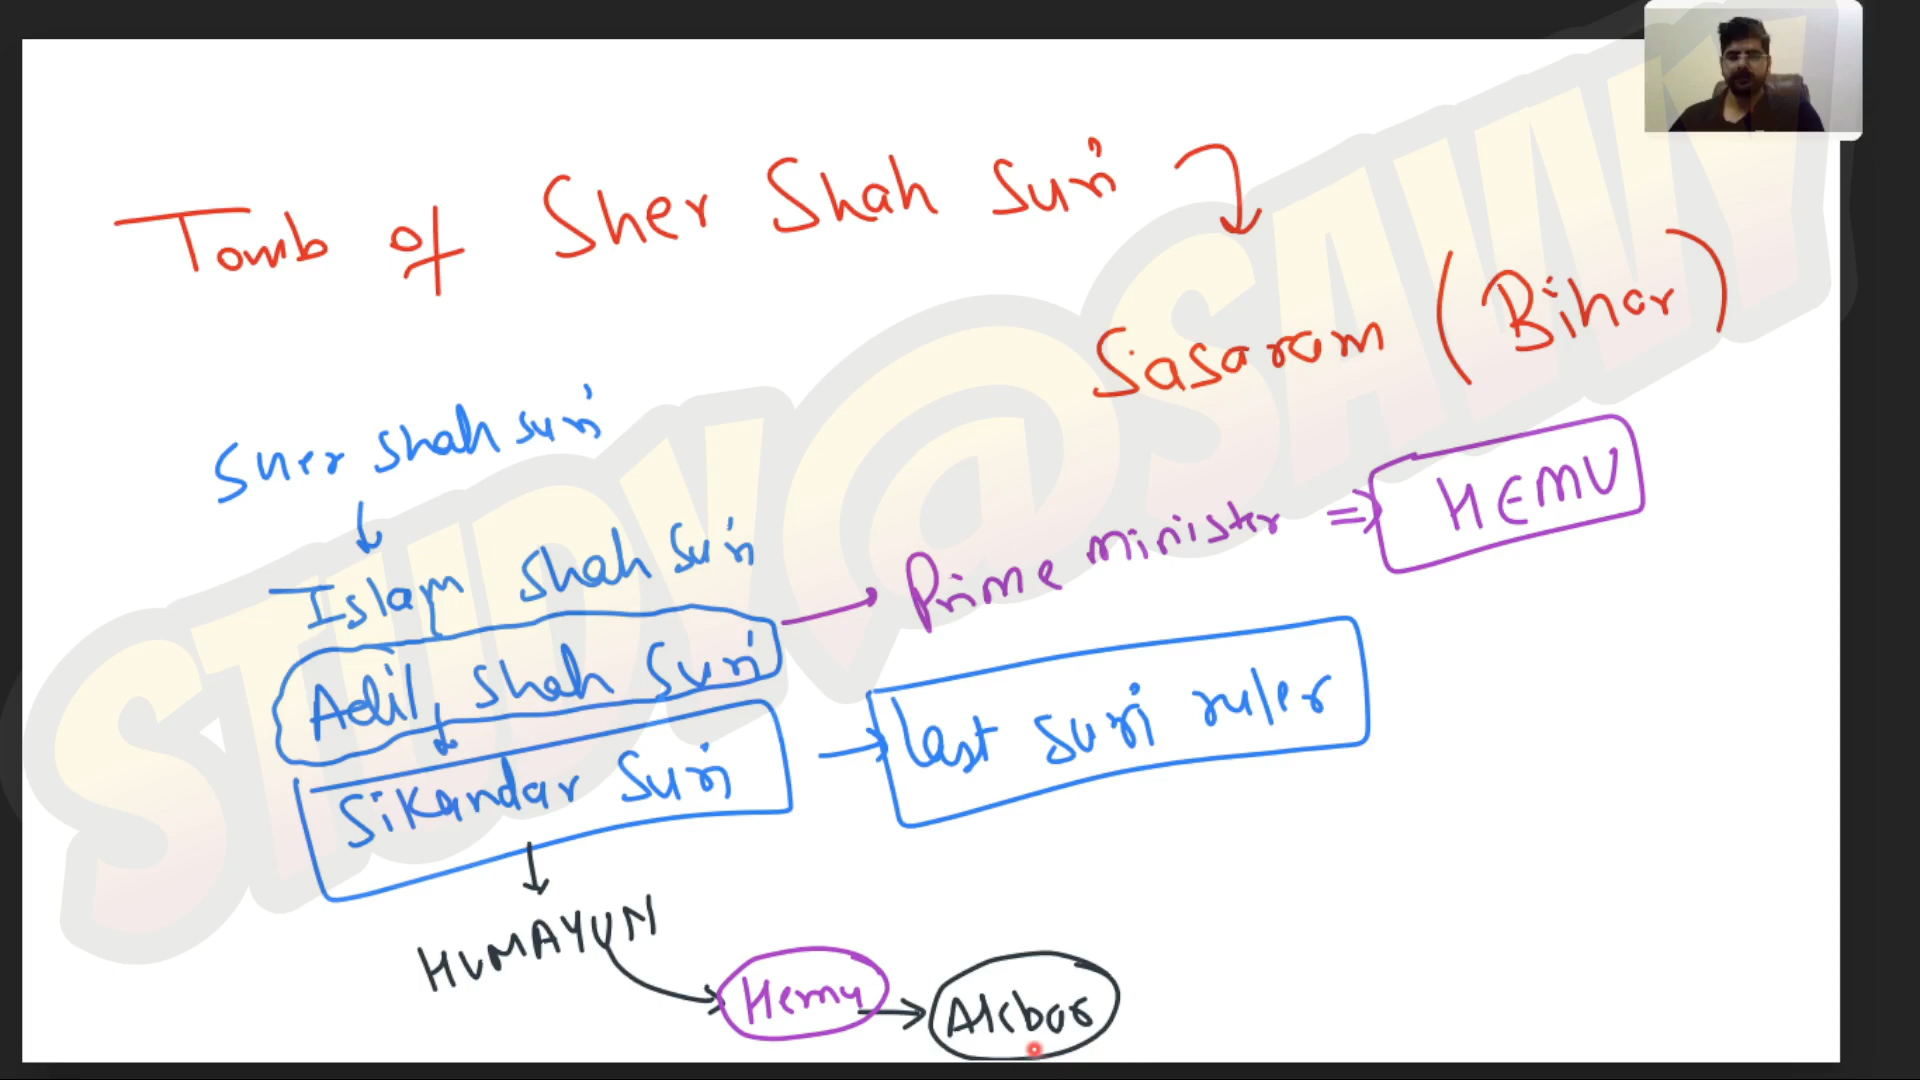 Tomb of Sher Shah Suri
Sasaram (Bihar)
Sher Shah Suri
Islam Shah Suri
Adil Shah Suri → Prime minister ⇒ HEMU
Sikandar Suri → last suri ruler
HUMAYUN
Hemu → Akbar
STUDY@SAVVY